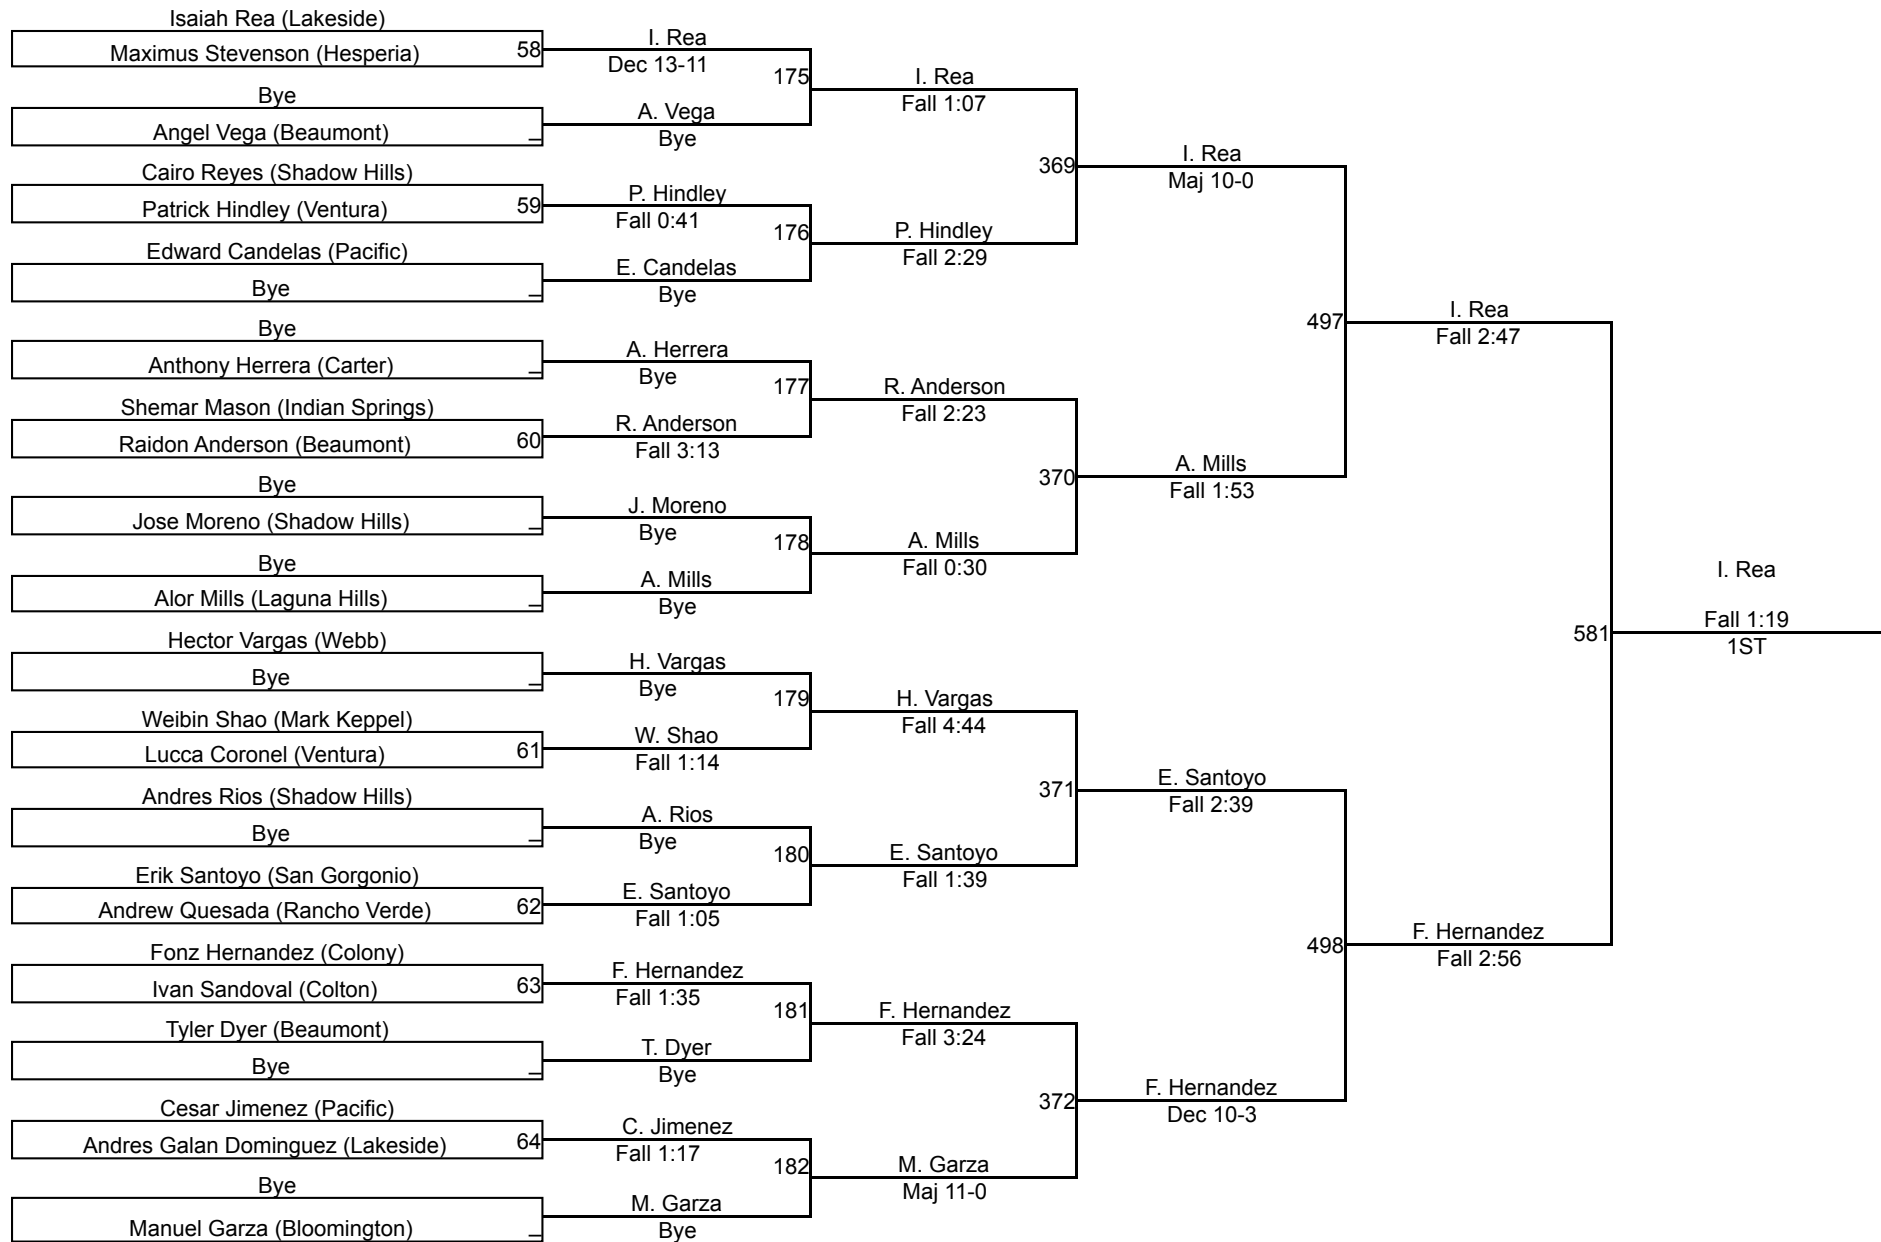 Isaiah Rea (Lakeside)
Maximus Stevenson (Hesperia) 58
Bye
Angel Vega (Beaumont) _
Cairo Reyes (Shadow Hills)
Patrick Hindley (Ventura) 59
Edward Candelas (Pacific)
Bye _
Bye
Anthony Herrera (Carter) _
Shemar Mason (Indian Springs)
Raidon Anderson (Beaumont) 60
Bye
Jose Moreno (Shadow Hills) _
Bye
Alor Mills (Laguna Hills) _
Hector Vargas (Webb)
Bye _
Weibin Shao (Mark Keppel)
Lucca Coronel (Ventura) 61
Andres Rios (Shadow Hills)
Bye _
Erik Santoyo (San Gorgonio)
Andrew Quesada (Rancho Verde) 62
Fonz Hernandez (Colony)
Ivan Sandoval (Colton) 63
Tyler Dyer (Beaumont)
Bye _
Cesar Jimenez (Pacific)
Andres Galan Dominguez (Lakeside) 64
Bye
Manuel Garza (Bloomington) _
I. Rea
Dec 13-11
175
A. Vega
Bye
P. Hindley
Fall 0:41
176
E. Candelas
Bye
A. Herrera
Bye
177
R. Anderson
Fall 3:13
J. Moreno
Bye
178
A. Mills
Bye
H. Vargas
Bye
179
W. Shao
Fall 1:14
A. Rios
Bye
180
E. Santoyo
Fall 1:05
F. Hernandez
Fall 1:35
181
T. Dyer
Bye
C. Jimenez
Fall 1:17
182
M. Garza
Bye
I. Rea
Fall 1:07
369
P. Hindley
Fall 2:29
R. Anderson
Fall 2:23
370
A. Mills
Fall 0:30
H. Vargas
Fall 4:44
371
E. Santoyo
Fall 1:39
F. Hernandez
Fall 3:24
372
M. Garza
Maj 11-0
I. Rea
Maj 10-0
497
A. Mills
Fall 1:53
E. Santoyo
Fall 2:39
498
F. Hernandez
Dec 10-3
I. Rea
Fall 2:47
581
F. Hernandez
Fall 2:56
I. Rea
Fall 1:19
1ST